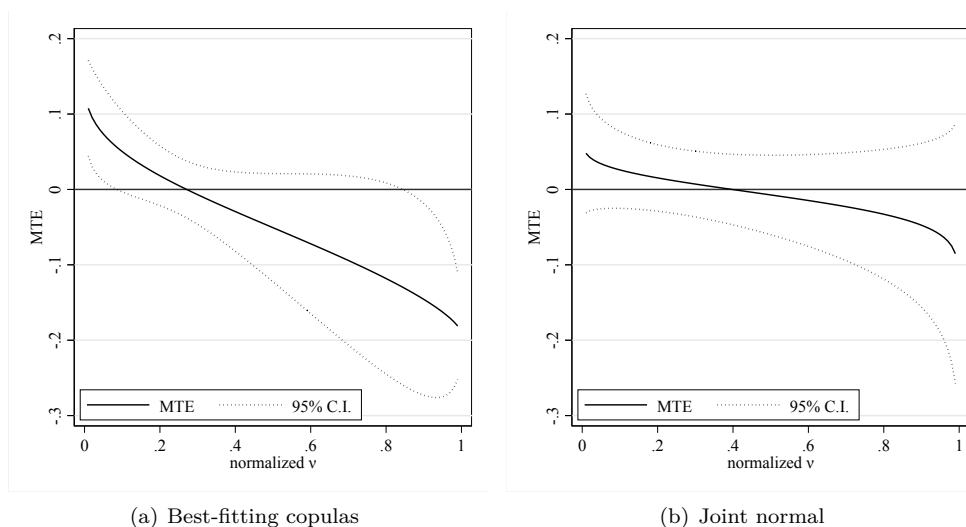 .2
.1
0
-.1
-.2
-.3
MTE
MTE
95% C.I.
0
.2
.4
.6
.8
1
normalized ν
(a) Best-fitting copulas
.2
.1
0
-.1
-.2
-.3
MTE
MTE
95% C.I.
0
.2
.4
.6
.8
1
normalized ν
(b) Joint normal